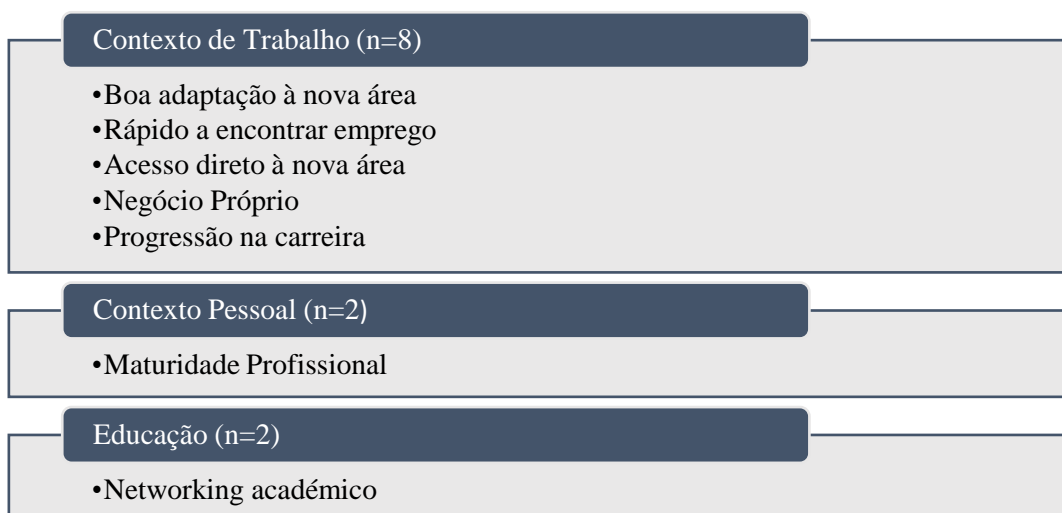 Contexto de Trabalho (n=8)
•Boa adaptação à nova área
•Rápido a encontrar emprego
•Acesso direto à nova área
•Negócio Próprio
•Progressão na carreira
Contexto Pessoal (n=2)
•Maturidade Profissional
Educação (n=2)
•Networking académico